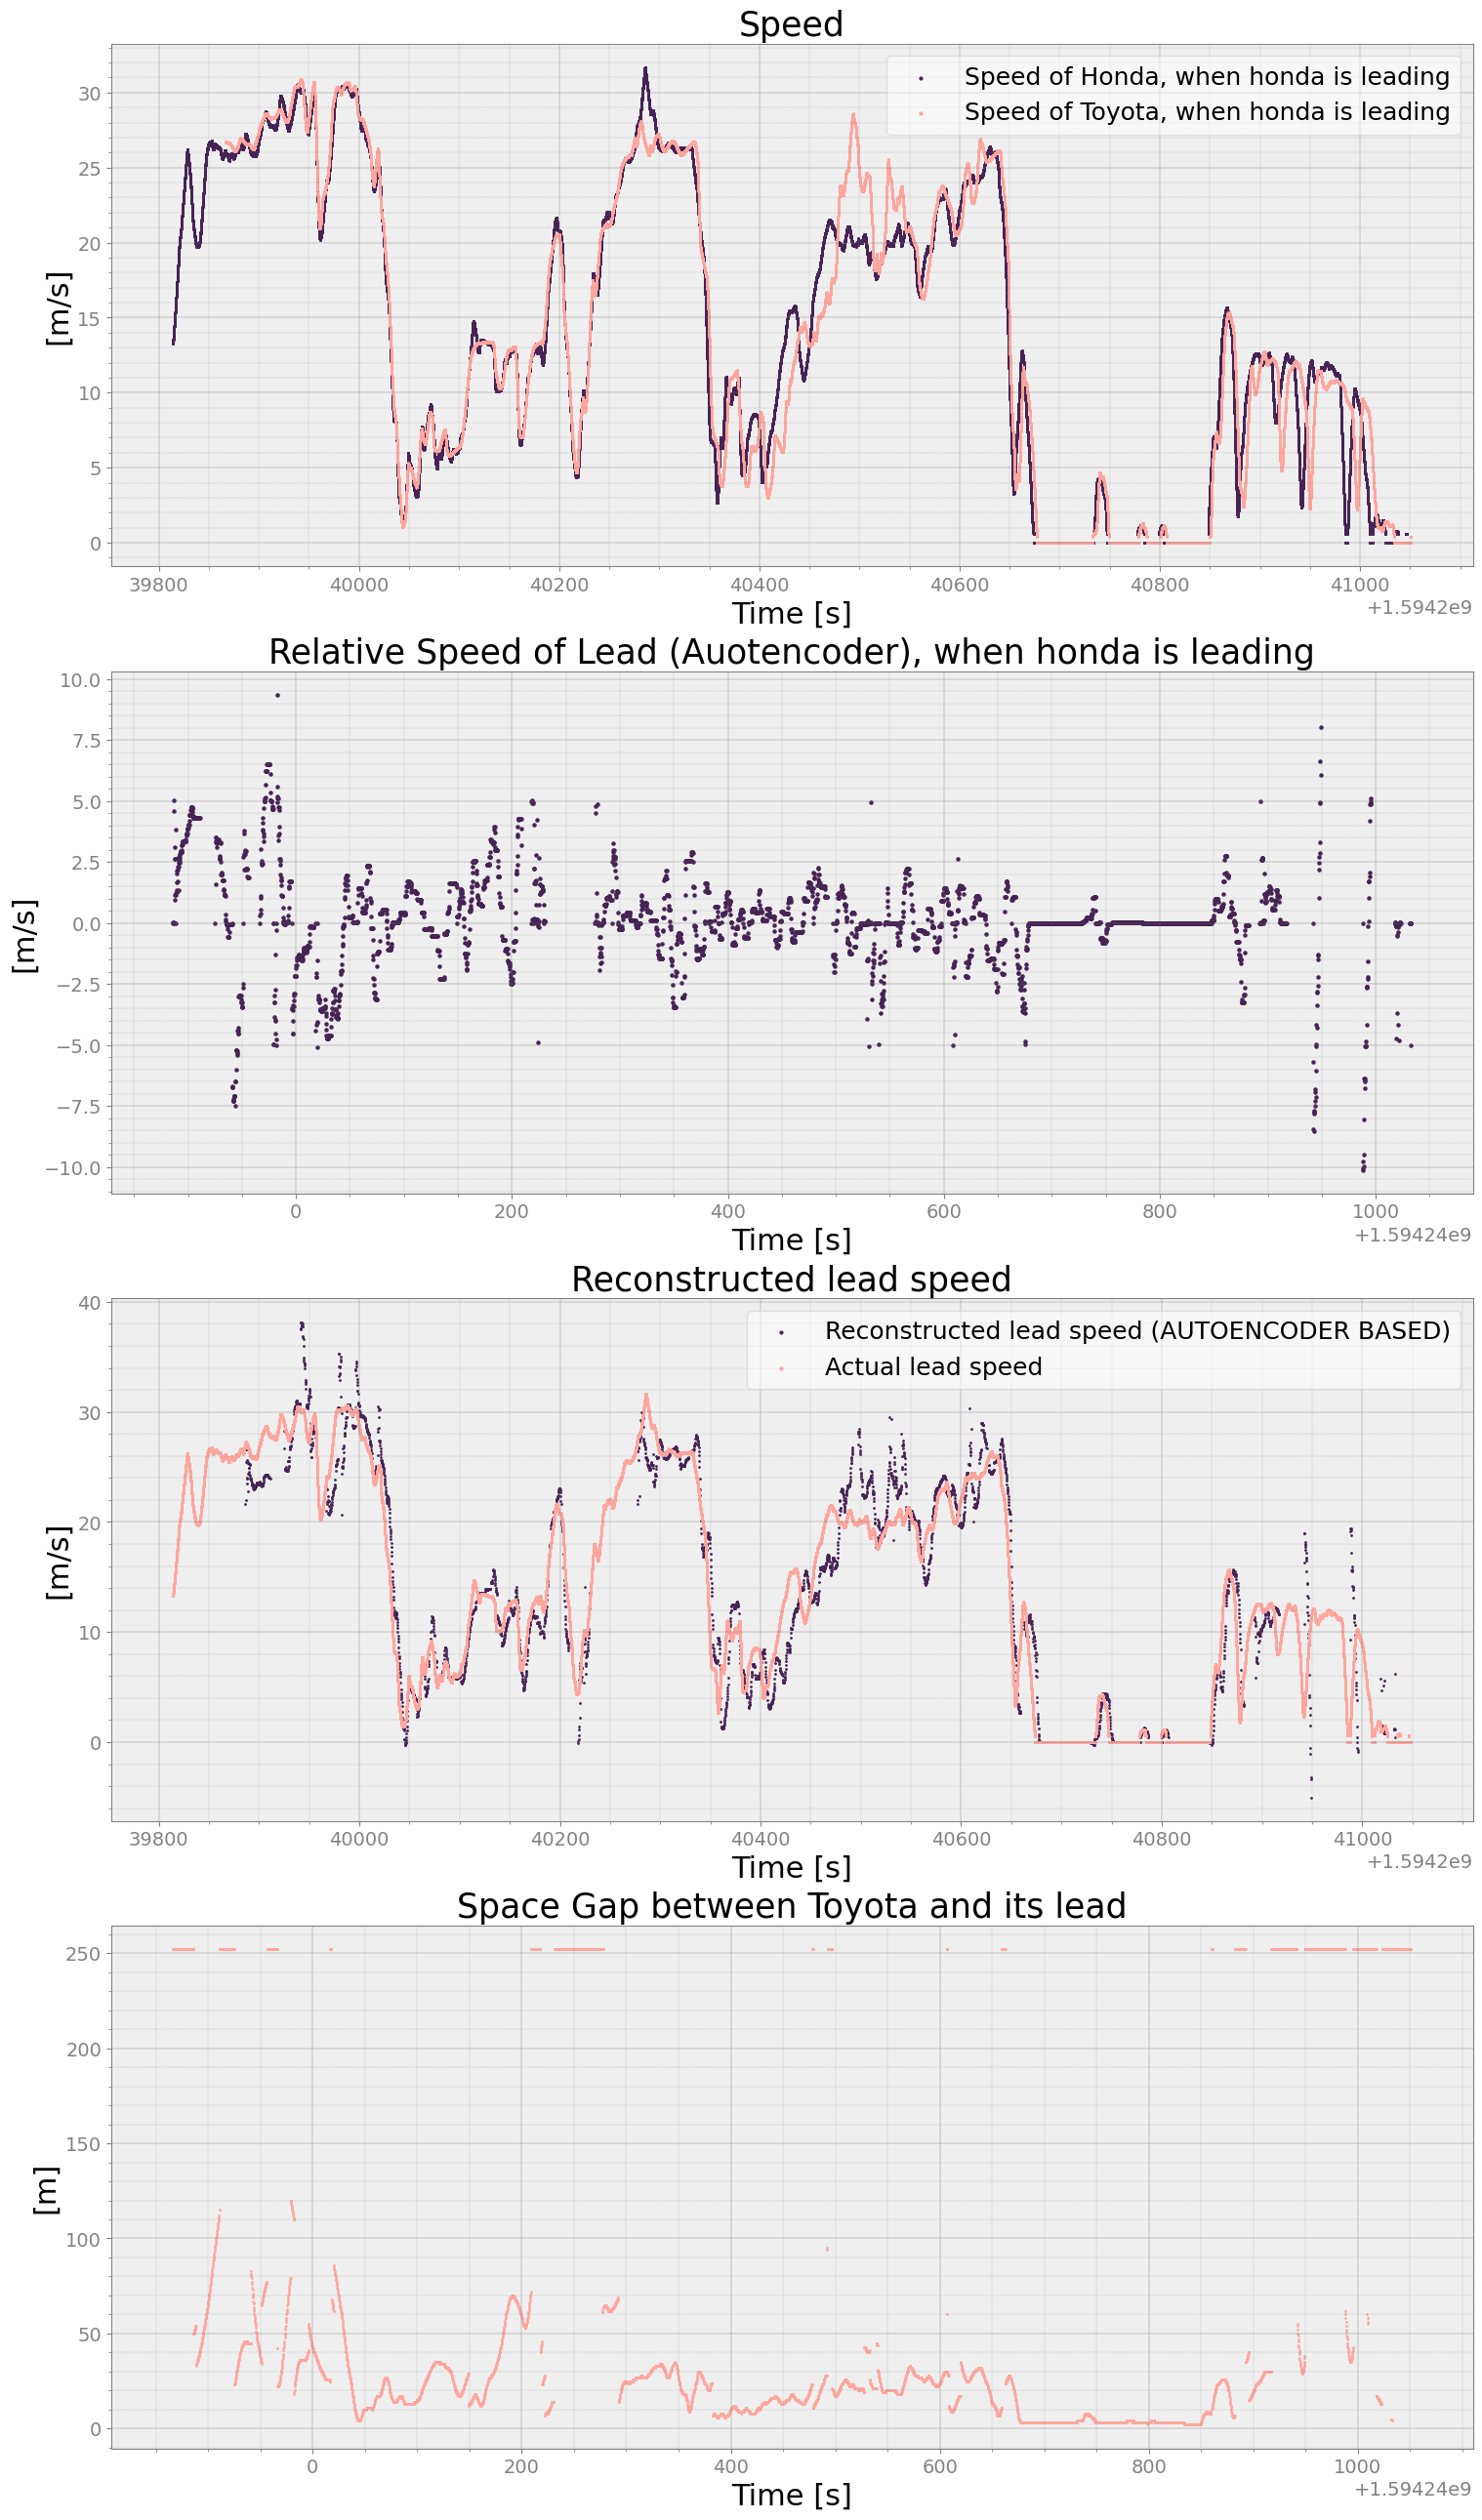 Speed
30
25
20
15
10
5
0
[m/s]
Speed of Honda, when honda is leading
Speed of Toyota, when honda is leading
39800 40000 40200 40400 40600 40800 41000
Time [s]
+1.5942e9
Relative Speed of Lead (Auotencoder), when honda is leading
10.0
7.5
5.0
2.5
0.0
−2.5
−5.0
−7.5
−10.0
[m/s]
0 200 400 600 800 1000
Time [s]
+1.59424e9
Reconstructed lead speed
40
30
20
10
0
[m/s]
Reconstructed lead speed (AUTOENCODER BASED)
Actual lead speed
39800 40000 40200 40400 40600 40800 41000
Time [s]
+1.5942e9
Space Gap between Toyota and its lead
250
200
150
100
50
0
[m]
0 200 400 600 800 1000
Time [s]
+1.59424e9